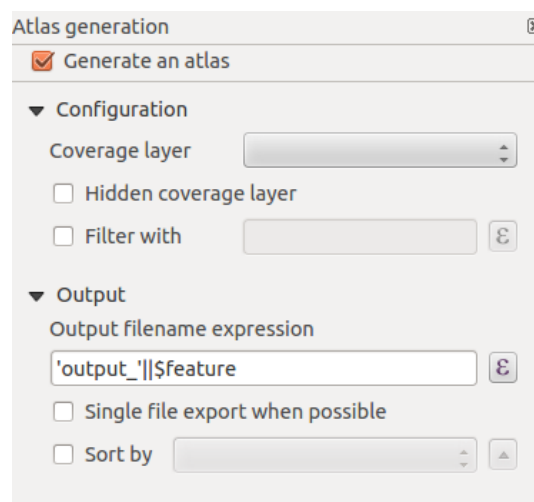 Atlas generation
Generate an atlas
Configuration
Coverage layer
Hidden coverage layer
Filter with
ε
Output
Output filename expression
'output_'||$feature
ε
Single file export when possible
Sort by